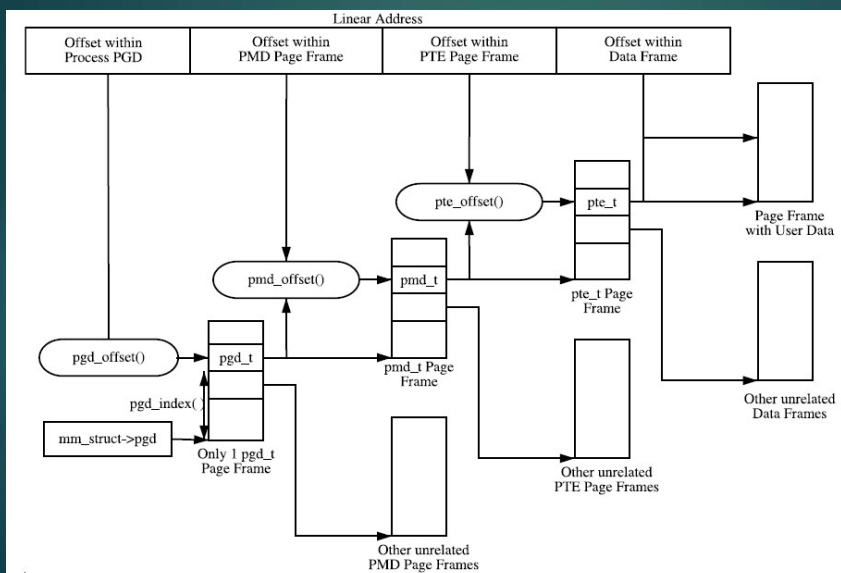 Linear Address
Offset within
Process PGD
Offset within
PMD Page Frame
Offset within
PTE Page Frame
Offset within
Data Frame
pte_offset()
pte_t
Page Frame
with User Data
pmd_offset()
pmd_t
pte_t Page
Frame
pgd_offset()
pgd_t
pmd_t Page
Frame
pgd_index()
Other unrelated
Data Frames
mm_struct->pgd
Only 1 pgd_t
Page Frame
Other unrelated
PTE Page Frames
Other unrelated
PMD Page Frames